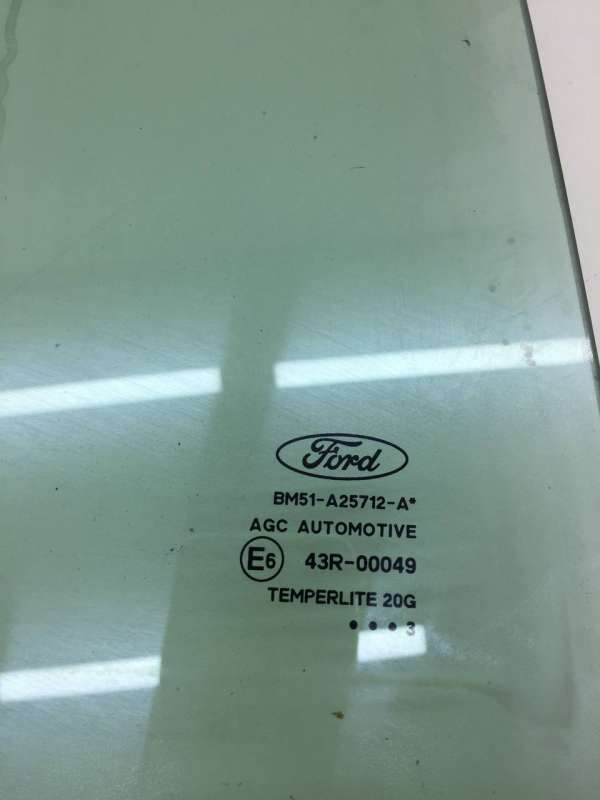 Ford
BM51-A25712-A*
AGC AUTOMOTIVE
E6 43R-00049
TEMPERLITE 20G
• • • 3